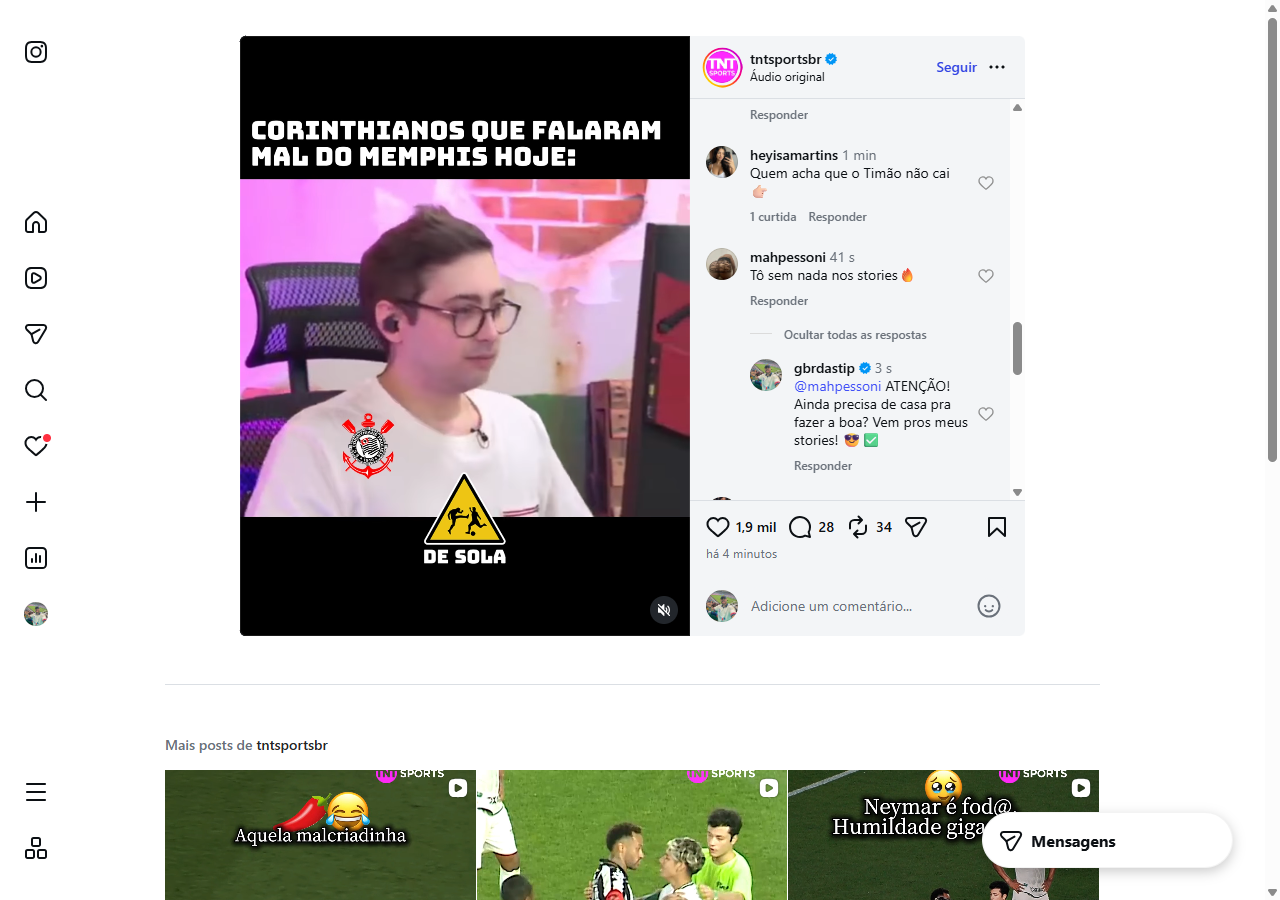 CORINTHIANOS QUE FALARAM
MAL DO MEMPHIS HOJE:
DE SOLA
TNT
SPORTS
tntsportsbr
Áudio original
Seguir
Responder
heyisamartins 1 min
Quem acha que o Timão não cai
👉🏻
1 curtida Responder
mahpessoni 41 s
Tô sem nada nos stories🔥
Responder
Ocultar todas as respostas
gbrdastip 3 s
@mahpessoni ATENÇÃO!
Ainda precisa de casa pra
fazer a boa? Vem pros meus
stories! 😎 ✅
Responder
1,9 mil 28 34
há 4 minutos
Adicione um comentário...
Mais posts de tntsportsbr
TNT SPORTS
Aquela malcriadinha
TNT SPORTS
TNT SPORTS
Neymar é fod@.
Humildade giga
Mensagens